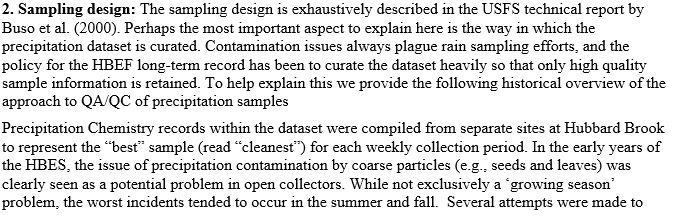 2. Sampling design: The sampling design is exhaustively described in the USFS technical report by
Buso et al. (2000). Perhaps the most important aspect to explain here is the way in which the
precipitation dataset is curated. Contamination issues always plague rain sampling efforts, and the
policy for the HBEF long-term record has been to curate the dataset heavily so that only high quality
sample information is retained. To help explain this we provide the following historical overview of the
approach to QA/QC of precipitation samples
Precipitation Chemistry records within the dataset were compiled from separate sites at Hubbard Brook
to represent the “best” sample (read “cleanest”) for each weekly collection period. In the early years of
the HBES, the issue of precipitation contamination by coarse particles (e.g., seeds and leaves) was
clearly seen as a potential problem in open collectors. While not exclusively a ‘growing season’
problem, the worst incidents tended to occur in the summer and fall.  Several attempts were made to